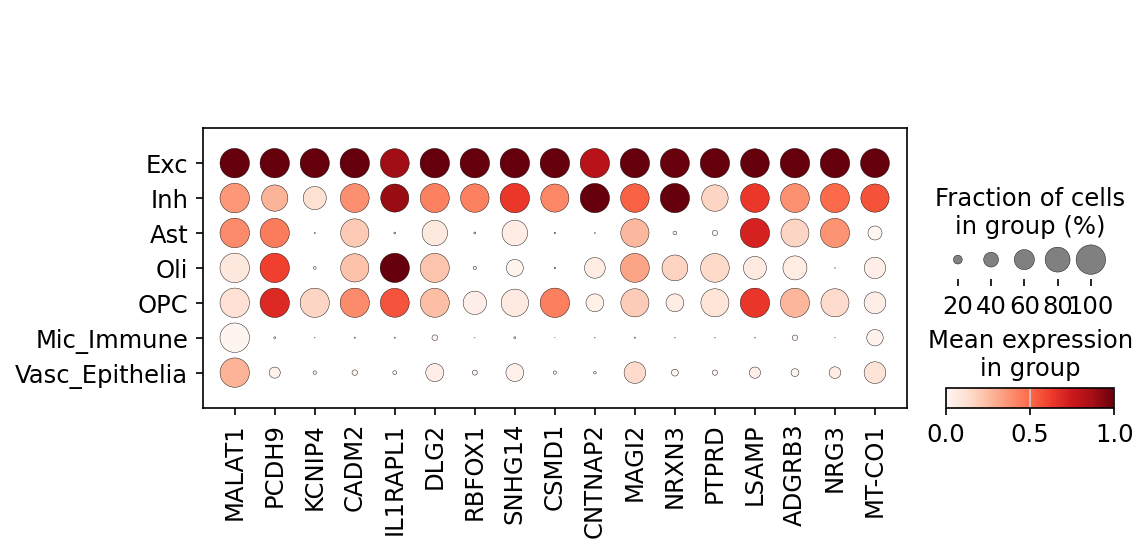 Exc
Inh
Ast
Oli
OPC
Mic_Immune
Vasc_Epithelia
MALAT1
PCDH9
KCNIP4
CADM2
IL1RAPL1
DLG2
RBFOX1
SNHG14
CSMD1
CNTNAP2
MAGI2
NRXN3
PTPRD
LSAMP
ADGRB3
NRG3
MT-CO1
Fraction of cells
in group (%)
20 40 60 80 100
Mean expression
in group
0.0 0.5 1.0